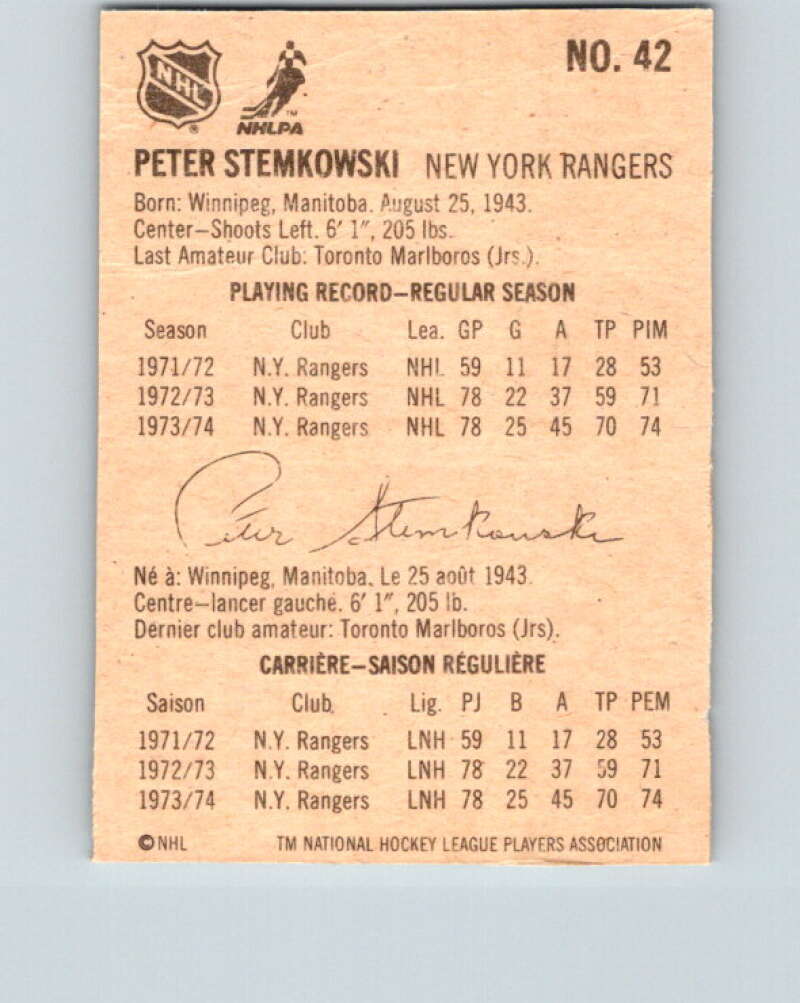 NHL
®
TM
NHLPA
NO. 42
PETER STEMKOWSKI NEW YORK RANGERS
Born: Winnipeg, Manitoba. August 25, 1943.
Center–Shoots Left. 6' 1", 205 lbs.
Last Amateur Club: Toronto Marlboros (Jrs.).
PLAYING RECORD–REGULAR SEASON
Season Club Lea. GP G A TP PIM
1971/72 N.Y. Rangers NHL 59 11 17 28 53
1972/73 N.Y. Rangers NHL 78 22 37 59 71
1973/74 N.Y. Rangers NHL 78 25 45 70 74
Peter Stemkowski
Né à: Winnipeg, Manitoba. Le 25 août 1943.
Centre–lancer gauche. 6' 1", 205 lb.
Dernier club amateur: Toronto Marlboros (Jrs).
CARRIÈRE–SAISON RÉGULIÈRE
Saison Club. Lig. PJ B A TP PEM
1971/72 N.Y. Rangers LNH 59 11 17 28 53
1972/73 N.Y. Rangers LNH 78 22 37 59 71
1973/74 N.Y. Rangers LNH 78 25 45 70 74
©NHL TM NATIONAL HOCKEY LEAGUE PLAYERS ASSOCIATION